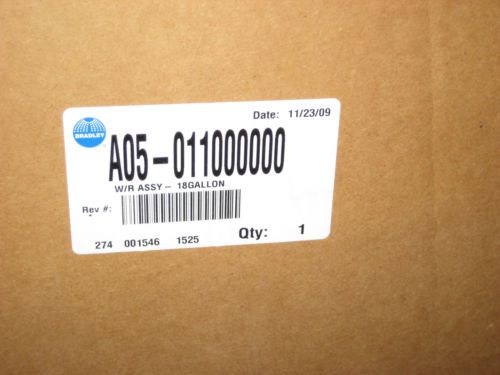 BRADLEY
Date: 11/23/09
A05-011000000
W/R ASSY- 18GALLON
Rev #:
274 001546 1525
Qty: 1